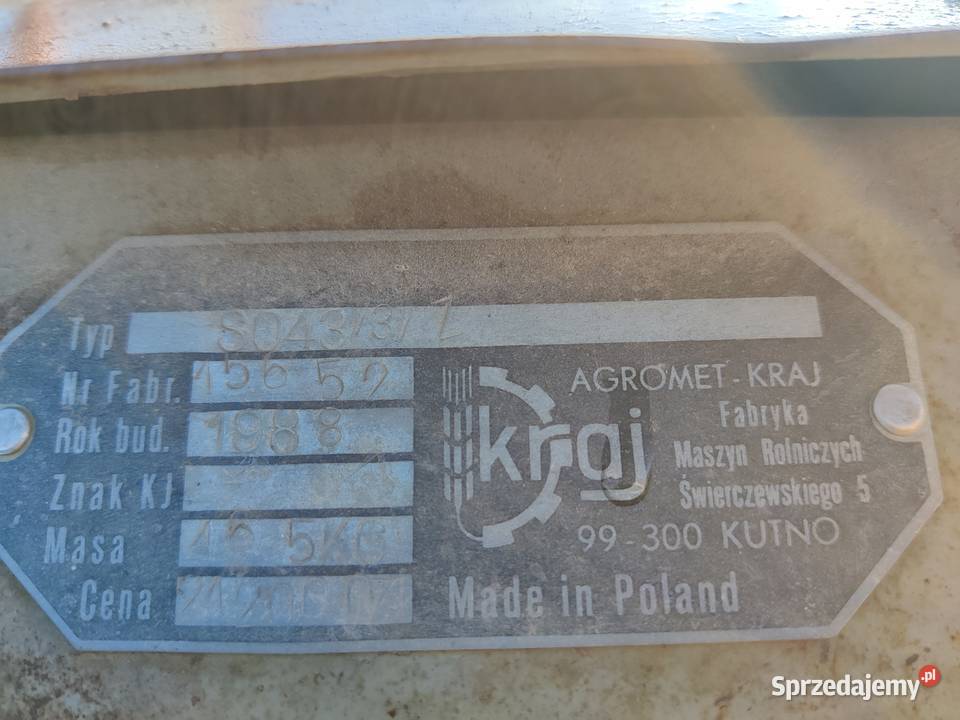 Typ S043/3/1
Nr Fabr. 15652
Rok bud. 1988
Znak KJ
Masa
Cena
kraj
AGROMET-KRAJ
Fabryka
Maszyn Rolniczych
Świerczewskiego 5
99-300 KUTNO
Made in Poland
Sprzedajemy.pl